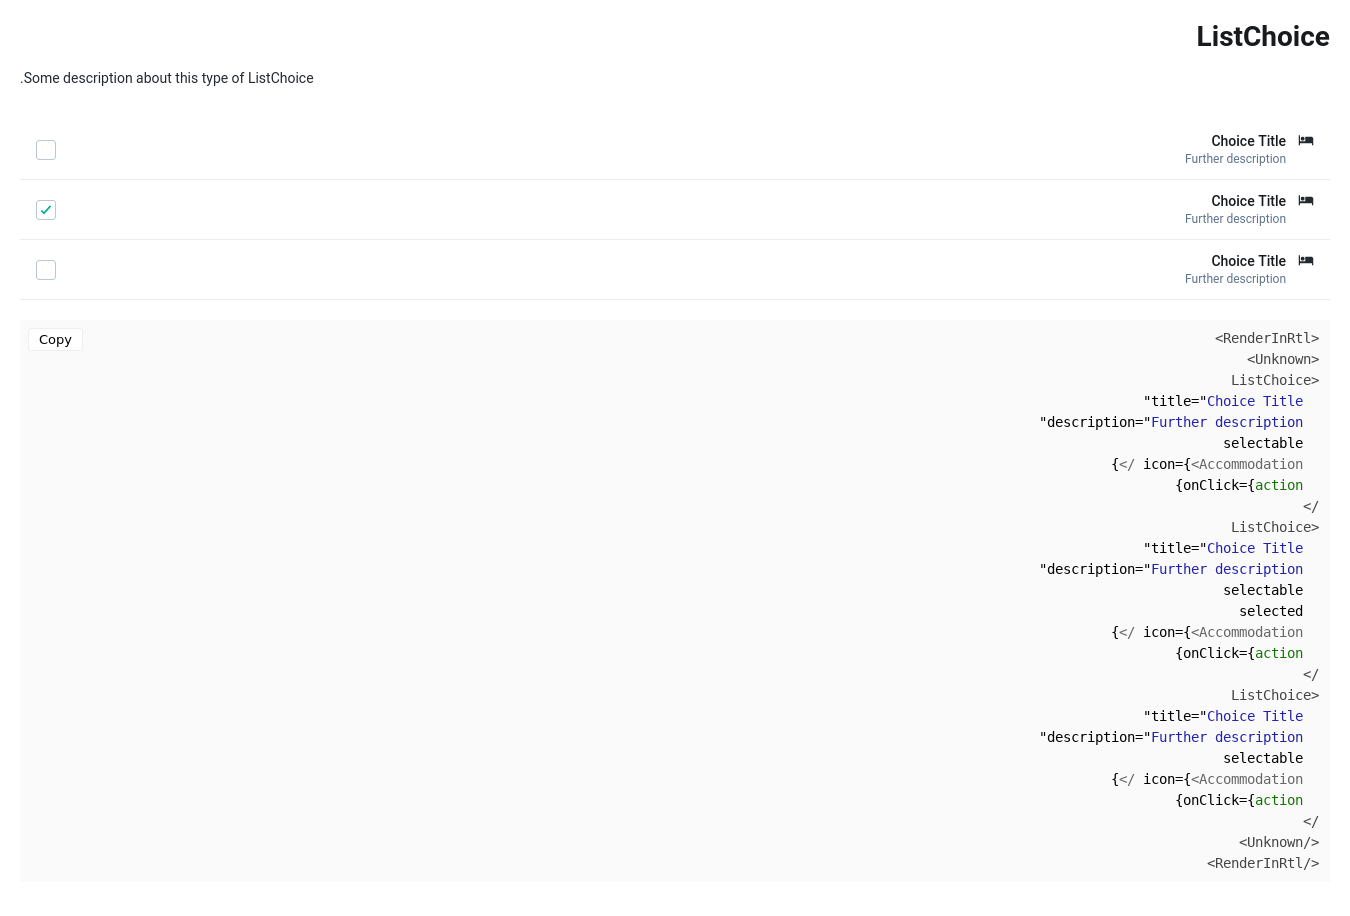 ListChoice
.Some description about this type of ListChoice
Choice Title
Further description
Choice Title
Further description
Choice Title
Further description
Copy
<RenderInRtl>
<Unknown>
ListChoice>
"title="Choice Title
"description="Further description
selectable
{</ icon={<Accommodation
{onClick={action
</
ListChoice>
"title="Choice Title
"description="Further description
selectable
selected
{</ icon={<Accommodation
{onClick={action
</
ListChoice>
"title="Choice Title
"description="Further description
selectable
{</ icon={<Accommodation
{onClick={action
</
<Unknown/>
<RenderInRtl/>